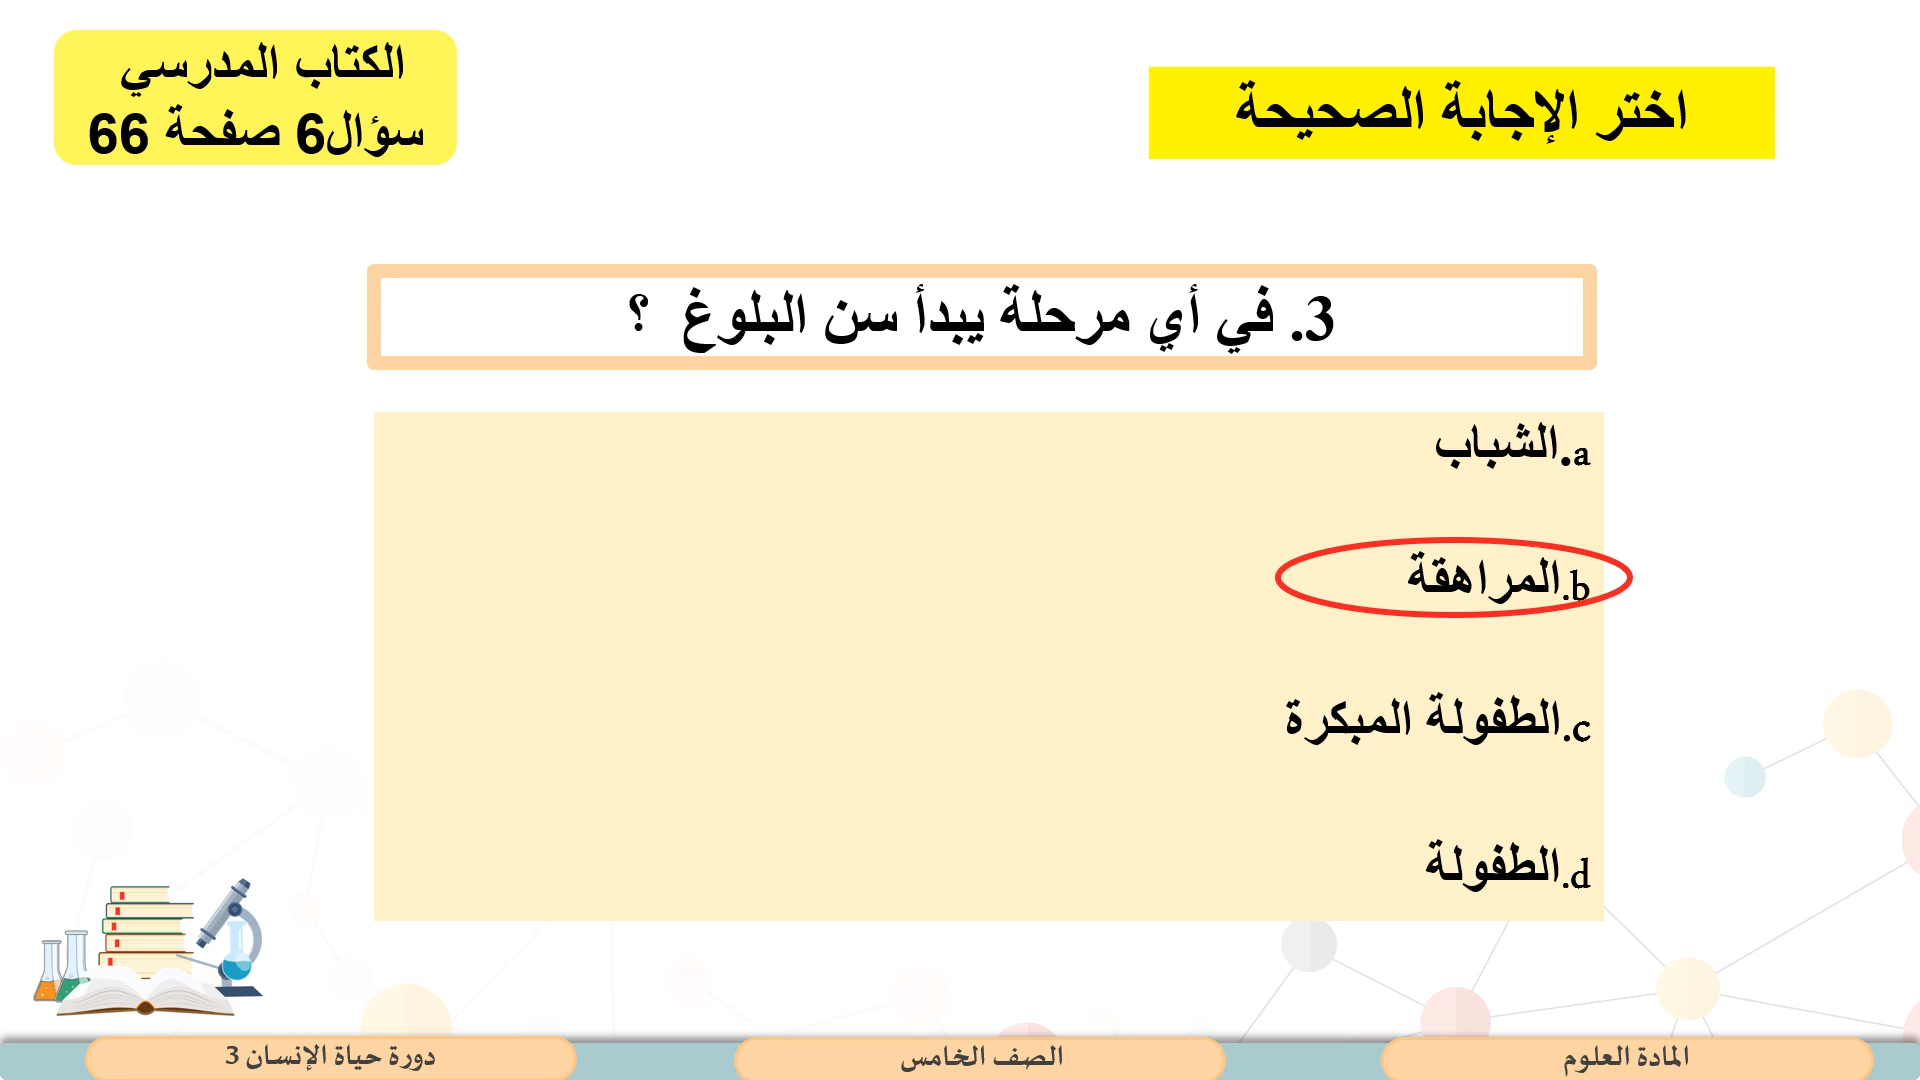 اختر الإجابة الصحيحة
الكتاب المدرسي
سؤال6 صفحة 66
3. في أي مرحلة يبدأ سن البلوغ ؟
a.الشباب
b.المراهقة
c.الطفولة المبكرة
d.الطفولة
المادة العلوم
الصف الخامس
دورة حياة الإنسان 3